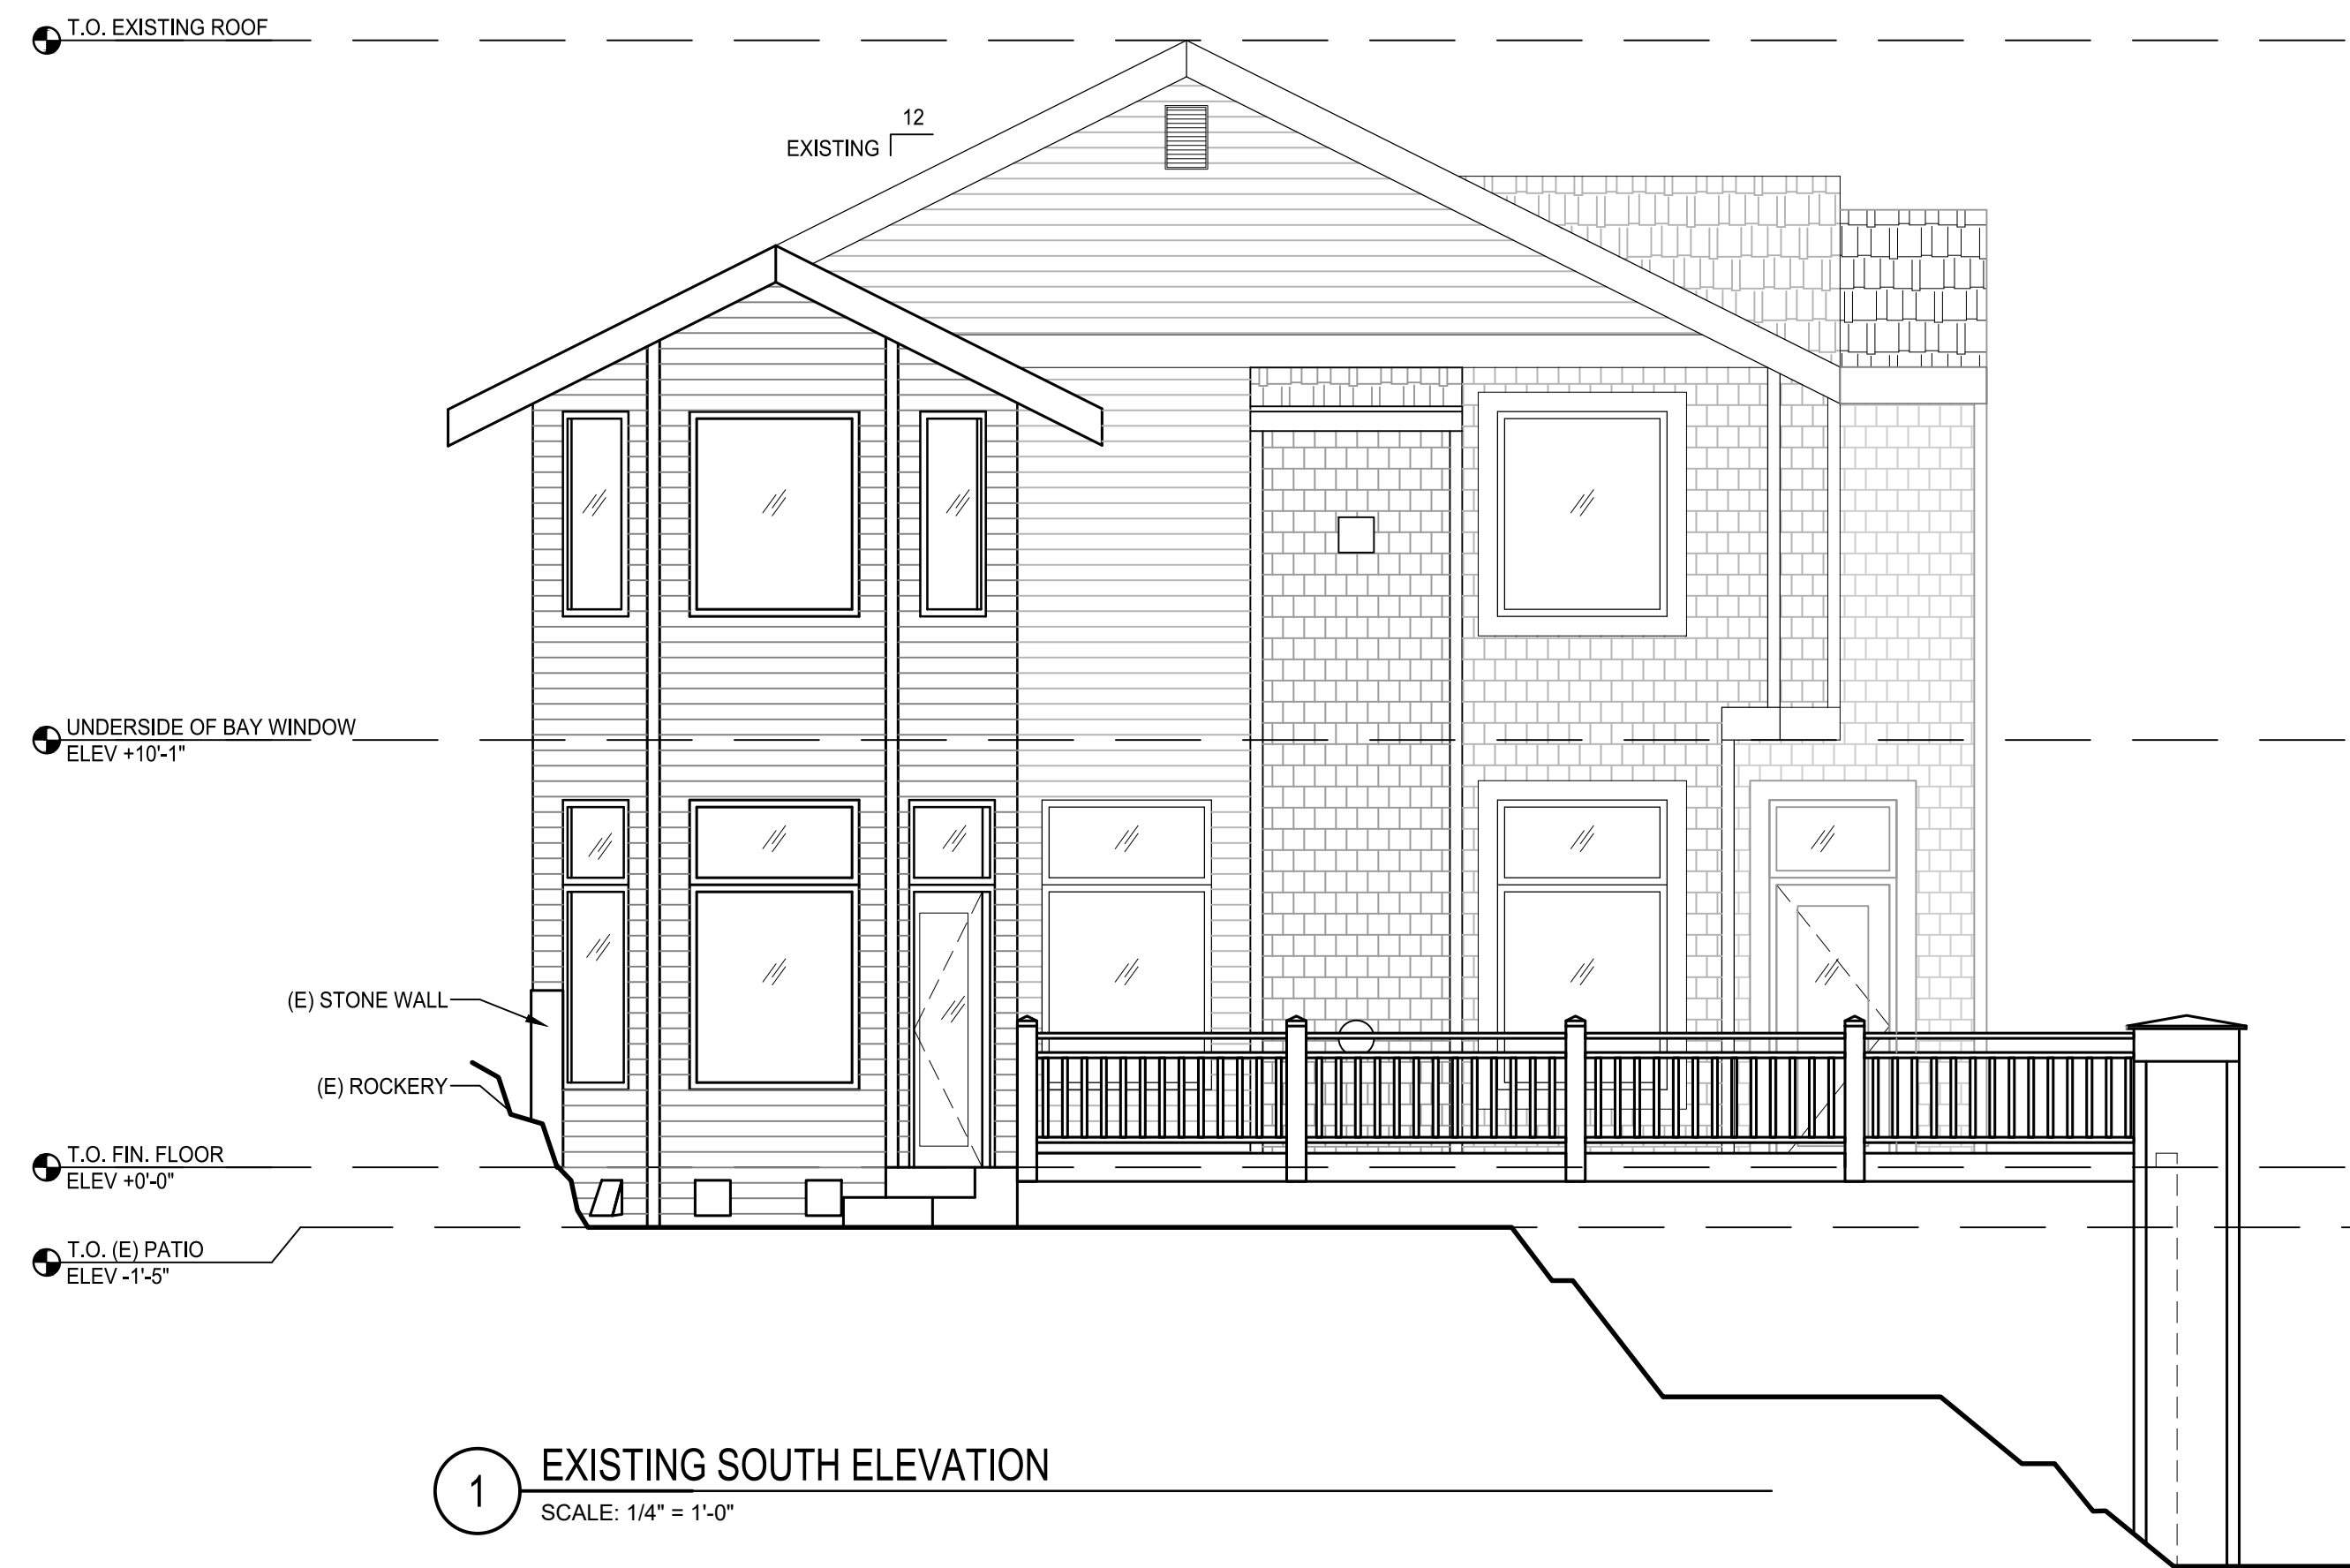 T.O. EXISTING ROOF
12
EXISTING
UNDERSIDE OF BAY WINDOW
ELEV +10'-1"
(E) STONE WALL
(E) ROCKERY
T.O. FIN. FLOOR
ELEV +0'-0"
T.O. (E) PATIO
ELEV -1'-5"
1
EXISTING SOUTH ELEVATION
SCALE: 1/4" = 1'-0"